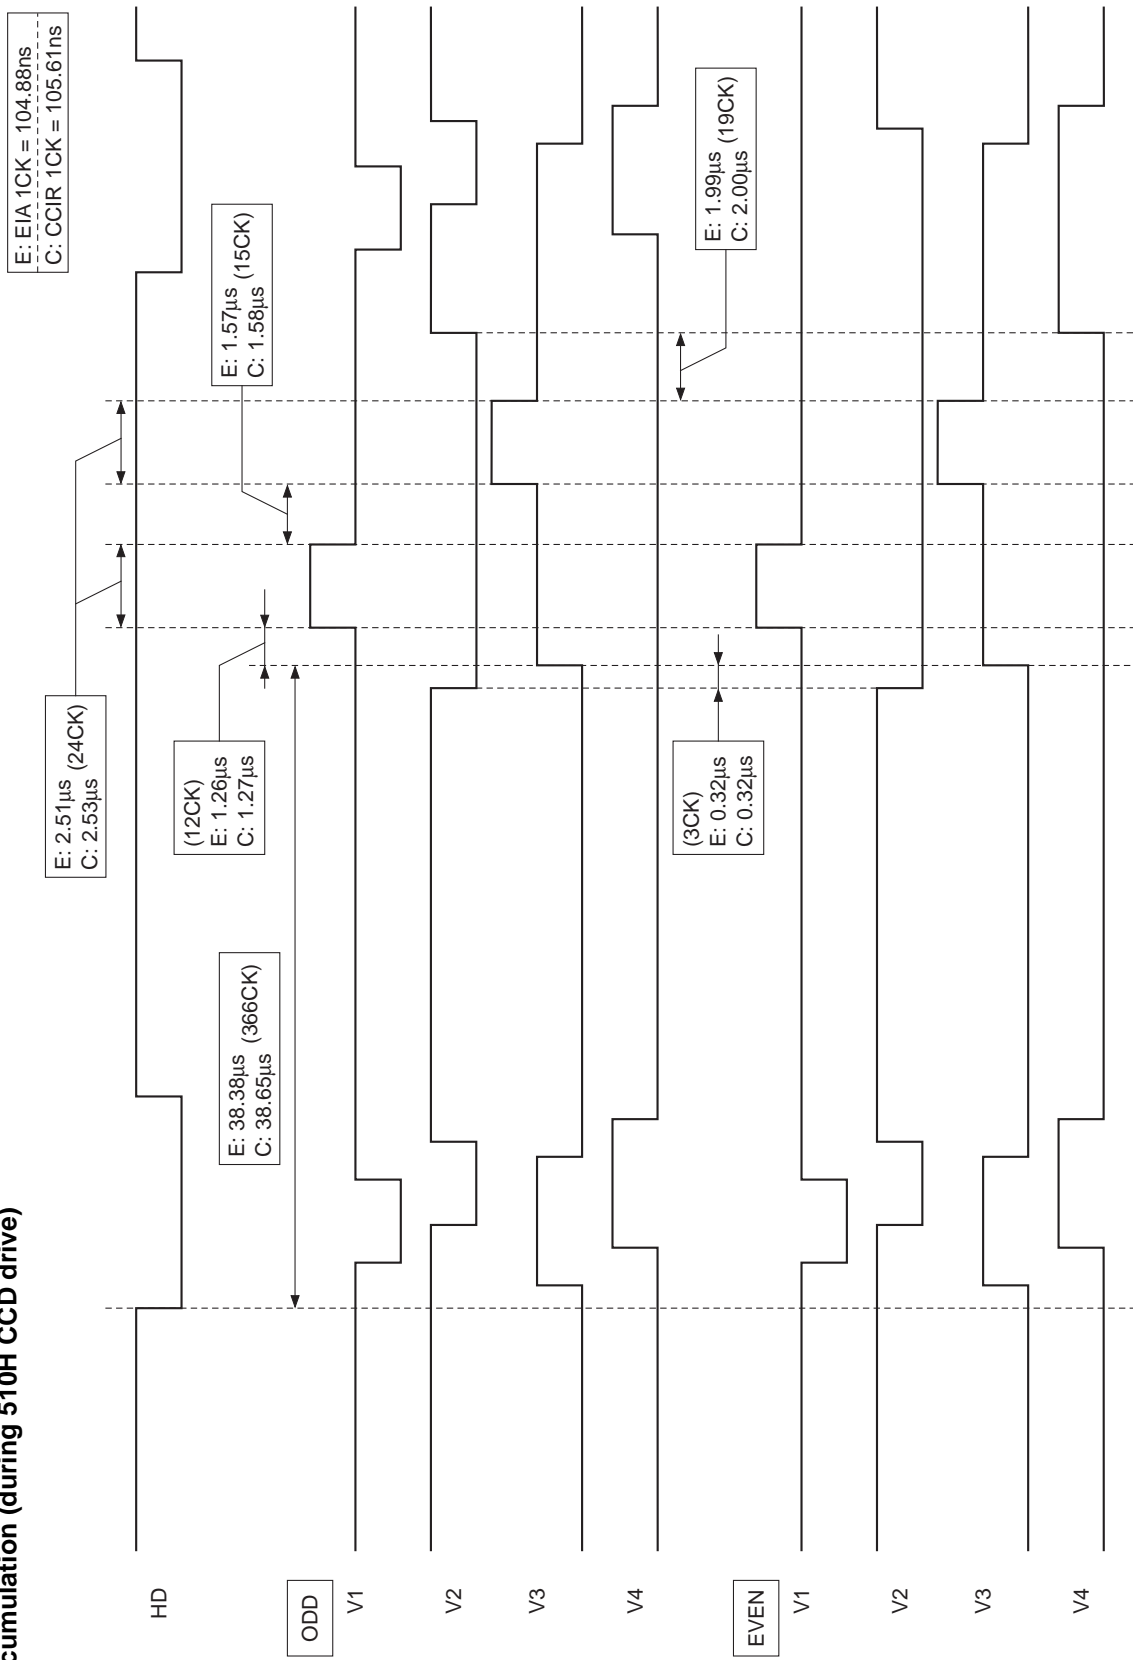 cumulation (during 510H CCD drive)
E: EIA 1CK = 104.88ns
C: CCIR 1CK = 105.61ns
E: 2.51μs (24CK)
C: 2.53μs
HD
(12CK)
E: 1.26μs
C: 1.27μs
E: 1.57μs (15CK)
C: 1.58μs
E: 38.38μs (366CK)
C: 38.65μs
ODD
V1
V2
V3
V4
(3CK)
E: 0.32μs
C: 0.32μs
E: 1.99μs (19CK)
C: 2.00μs
EVEN
V1
V2
V3
V4